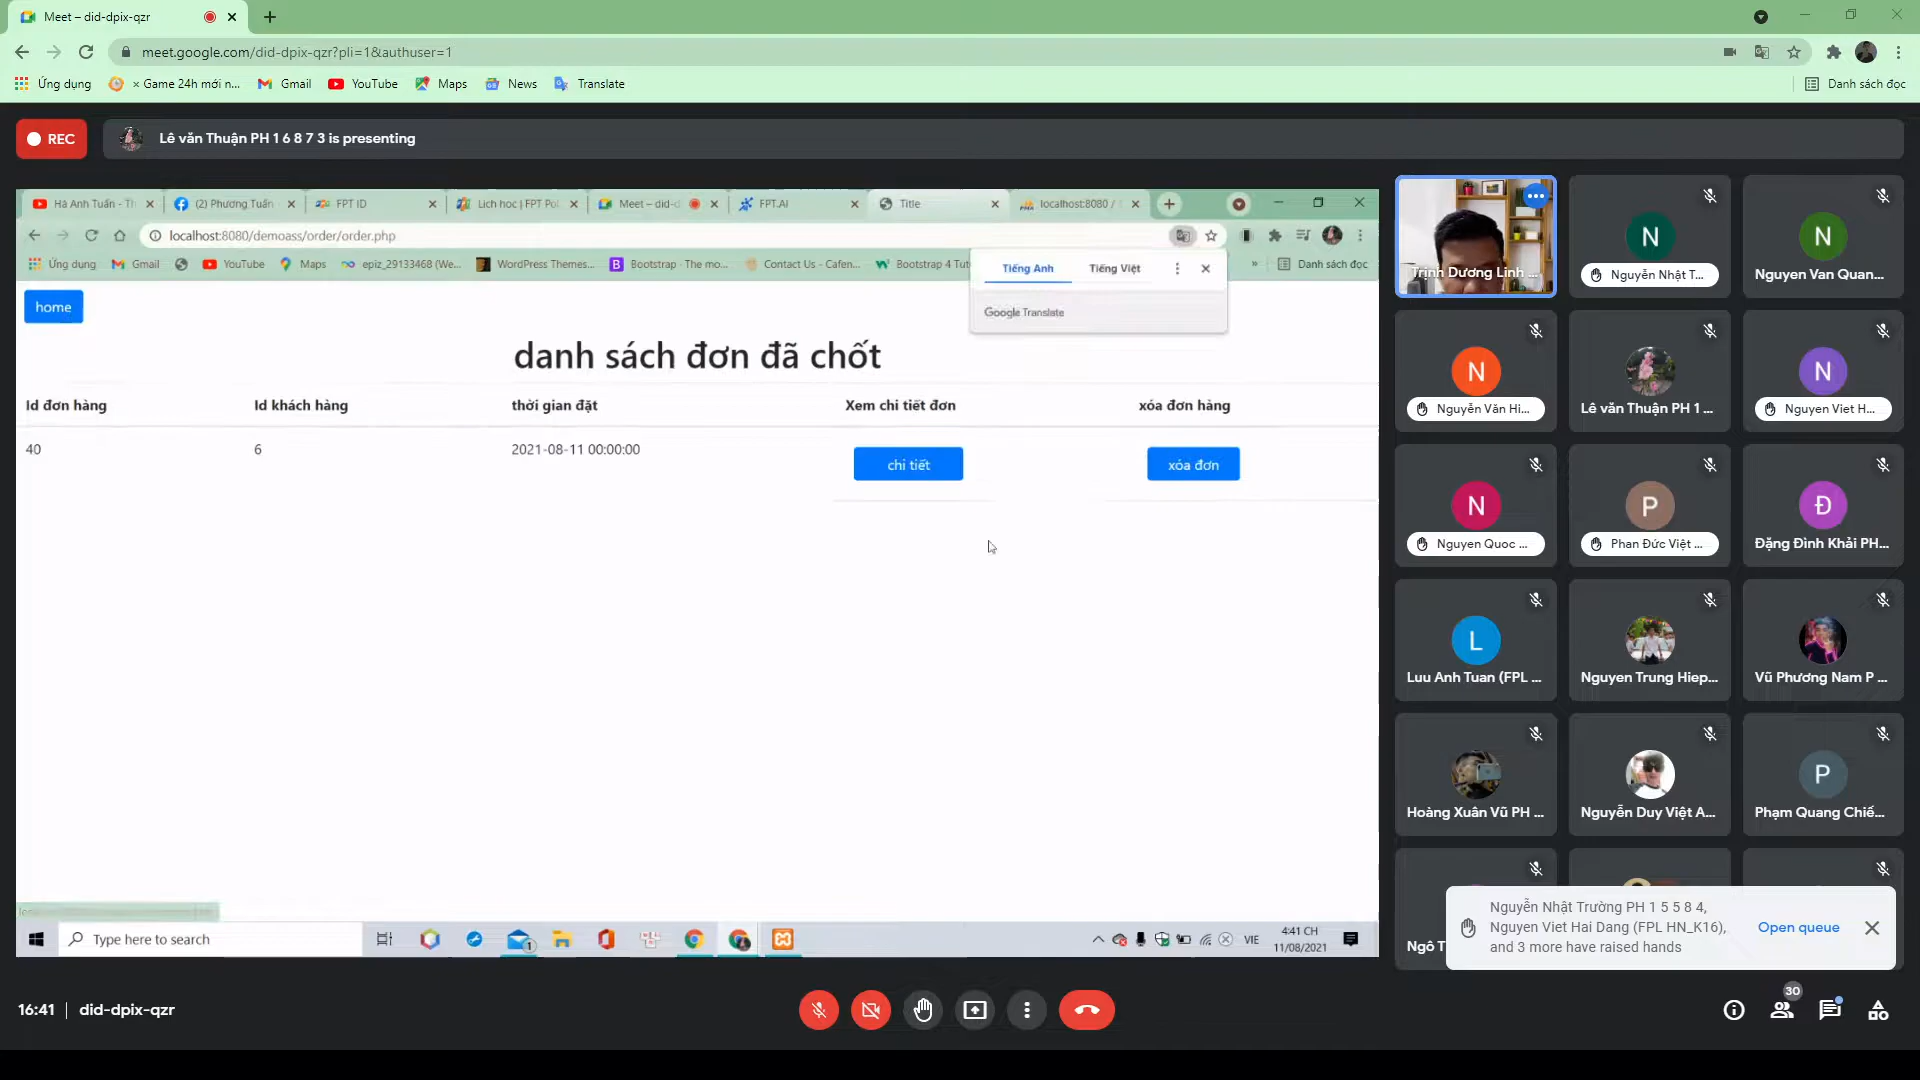 Meet – did-dpix-qzr
meet.google.com/did-dpix-qzr?pli=1&authuser=1
Ứng dụng
× Game 24h mới n...
Gmail
YouTube
Maps
News
Translate
Danh sách đọc
REC
Lê văn Thuận PH 1 6 8 7 3 is presenting
Hà Anh Tuấn - Th
(2) Phương Tuấn
FPT ID
Lịch học | FPT Pol
Meet – did-d
FPT.AI
Title
localhost:8080 /
localhost:8080/demoass/order/order.php
Ứng dụng
Gmail
YouTube
Maps
epiz_29133468 (We...
WordPress Themes...
Bootstrap · The mo...
Contact Us - Cafen...
Bootstrap 4 Tut
»
Danh sách đọc
Tiếng Anh
Tiếng Việt
Google Translate
home
danh sách đơn đã chốt
Id đơn hàng
Id khách hàng
thời gian đặt
Xem chi tiết đơn
xóa đơn hàng
40
6
2021-08-11 00:00:00
chi tiết
xóa đơn
Type here to search
1
VIE
4:41 CH
11/08/2021
Trịnh Dương Linh ...
N
Nguyễn Nhật T...
N
Nguyen Van Quan...
N
Nguyễn Văn Hi...
Lê văn Thuận PH 1 ...
N
Nguyen Viet H...
N
Nguyen Quoc ...
P
Phan Đức Việt ...
Đ
Đặng Đình Khải PH...
L
Luu Anh Tuan (FPL ...
Nguyen Trung Hiep...
Vũ Phương Nam P ...
Hoàng Xuân Vũ PH ...
Nguyễn Duy Việt A...
P
Phạm Quang Chiế...
Ngô T
Nguyễn Nhật Trường PH 1 5 5 8 4,
Nguyen Viet Hai Dang (FPL HN_K16),
and 3 more have raised hands
Open queue
16:41 | did-dpix-qzr
30